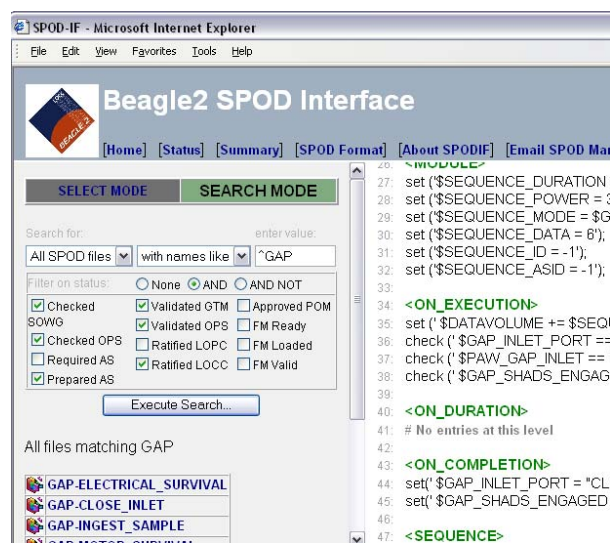 SPOD-IF - Microsoft Internet Explorer
File Edit View Favorites Tools Help
BEAGLE 2
Beagle2 SPOD Interface
[Home] [Status] [Summary] [SPOD Format] [About SPODIF] [Email SPOD Mar
SELECT MODE SEARCH MODE
Search for: enter value:
All SPOD files with names like ^GAP
Filter on status: None AND AND NOT
Checked SOWG Validated GTM Approved POM
Checked OPS Validated OPS FM Ready
Required AS Ratified LOPC FM Loaded
Prepared AS Ratified LOCC FM Valid
Execute Search...
All files matching GAP
GAP-ELECTRICAL_SURVIVAL
GAP-CLOSE_INLET
GAP-INGEST_SAMPLE
GAP-MOTOR_SURVIVAL
26: <MODULE>
27: set ('$SEQUENCE_DURATION
28: set ('$SEQUENCE_POWER = 3
29: set ('$SEQUENCE_MODE = $G
30: set ('$SEQUENCE_DATA = 6');
31: set ('$SEQUENCE_ID = -1');
32: set ('$SEQUENCE_ASID = -1');
33:
34: <ON_EXECUTION>
35: set (' $DATAVOLUME += $SEQU
36: check (' $GAP_INLET_PORT ==
37: check (' $PAW_GAP_INLET ==
38: check (' $GAP_SHADS_ENGAG
39:
40: <ON_DURATION>
41: # No entries at this level
42:
43: <ON_COMPLETION>
44: set(' $GAP_INLET_PORT = "CL
45: set(' $GAP_SHADS_ENGAGED
46:
47: <SEQUENCE>